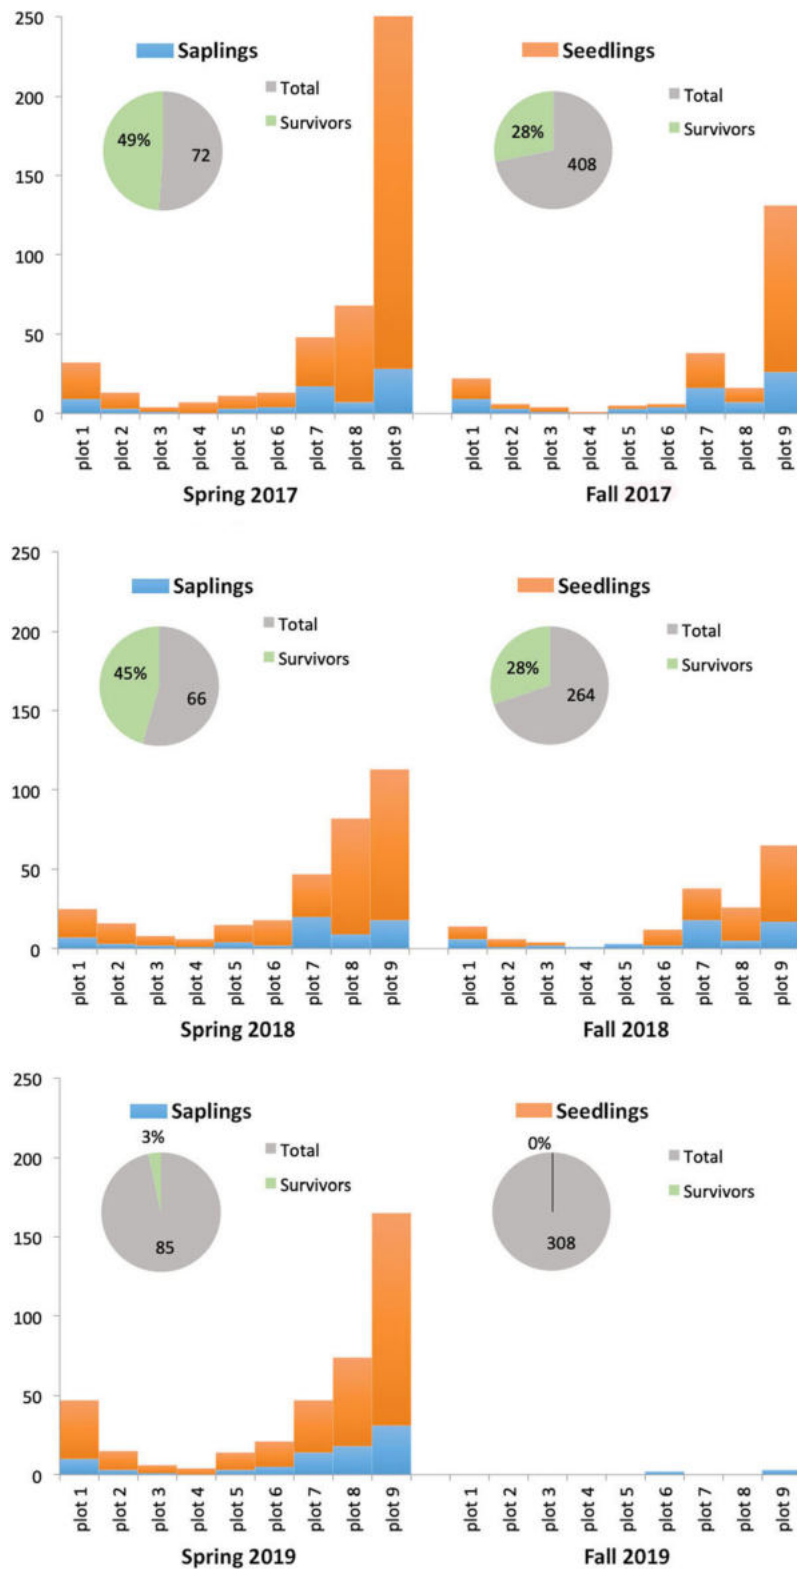 250
200
150
100
50
0
Saplings
Total
Survivors
49%
72
Seedlings
Total
Survivors
28%
408
plot 1
plot 2
plot 3
plot 4
plot 5
plot 6
plot 7
plot 8
plot 9
Spring 2017
plot 1
plot 2
plot 3
plot 4
plot 5
plot 6
plot 7
plot 8
plot 9
Fall 2017
250
200
150
100
50
0
Saplings
Total
Survivors
45%
66
Seedlings
Total
Survivors
28%
264
plot 1
plot 2
plot 3
plot 4
plot 5
plot 6
plot 7
plot 8
plot 9
Spring 2018
plot 1
plot 2
plot 3
plot 4
plot 5
plot 6
plot 7
plot 8
plot 9
Fall 2018
250
200
150
100
50
0
Saplings
3%
Total
Survivors
85
Seedlings
0%
Total
Survivors
308
plot 1
plot 2
plot 3
plot 4
plot 5
plot 6
plot 7
plot 8
plot 9
Spring 2019
plot 1
plot 2
plot 3
plot 4
plot 5
plot 6
plot 7
plot 8
plot 9
Fall 2019